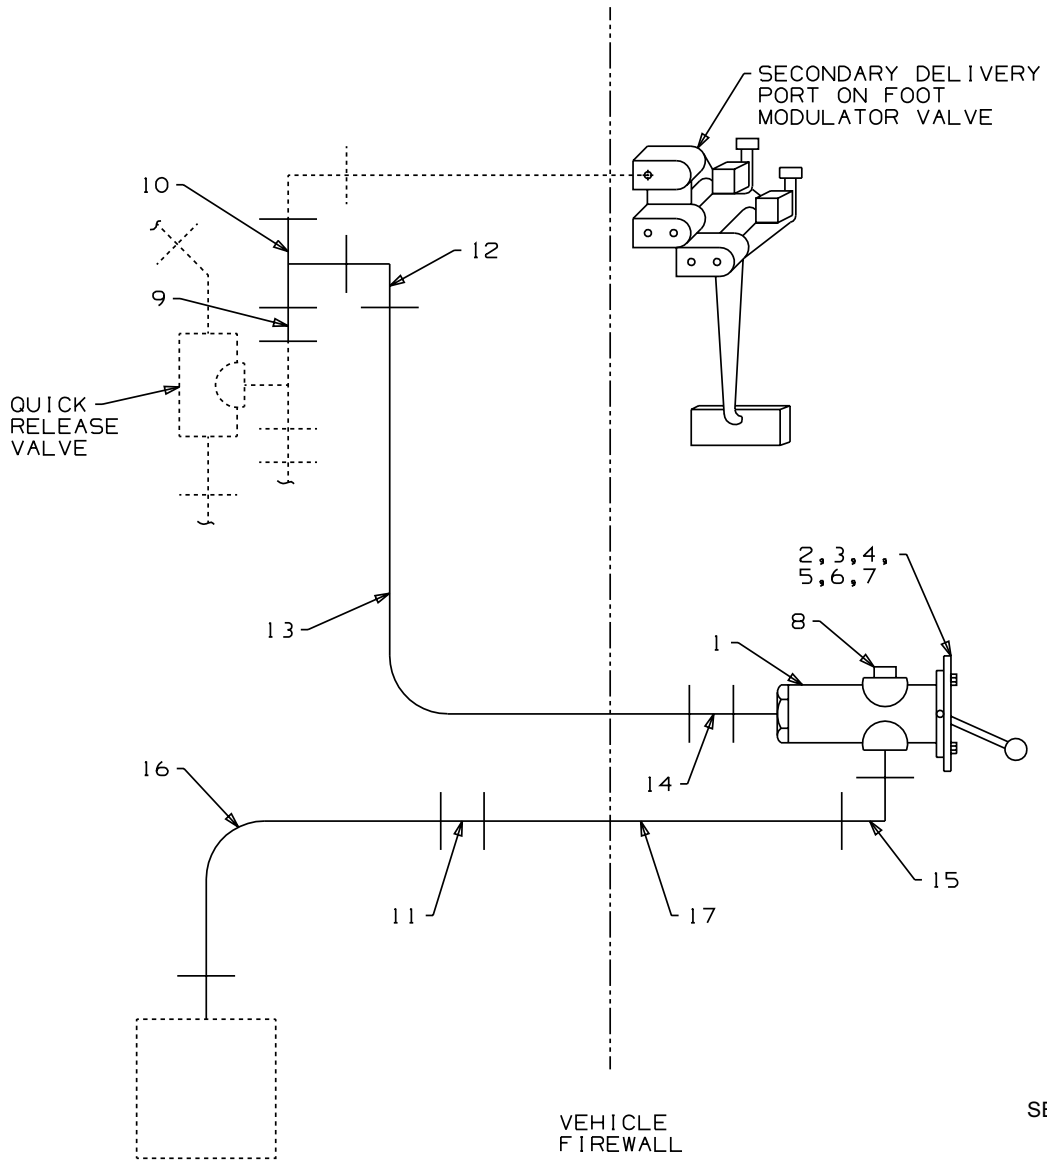 SECONDARY DELIVERY
PORT ON FOOT
MODULATOR VALVE
10
12
9
QUICK
RELEASE
VALVE
2,3,4,
5,6,7
8
1
13
14
16
15
11
17
VEHICLE
FIREWALL
SE